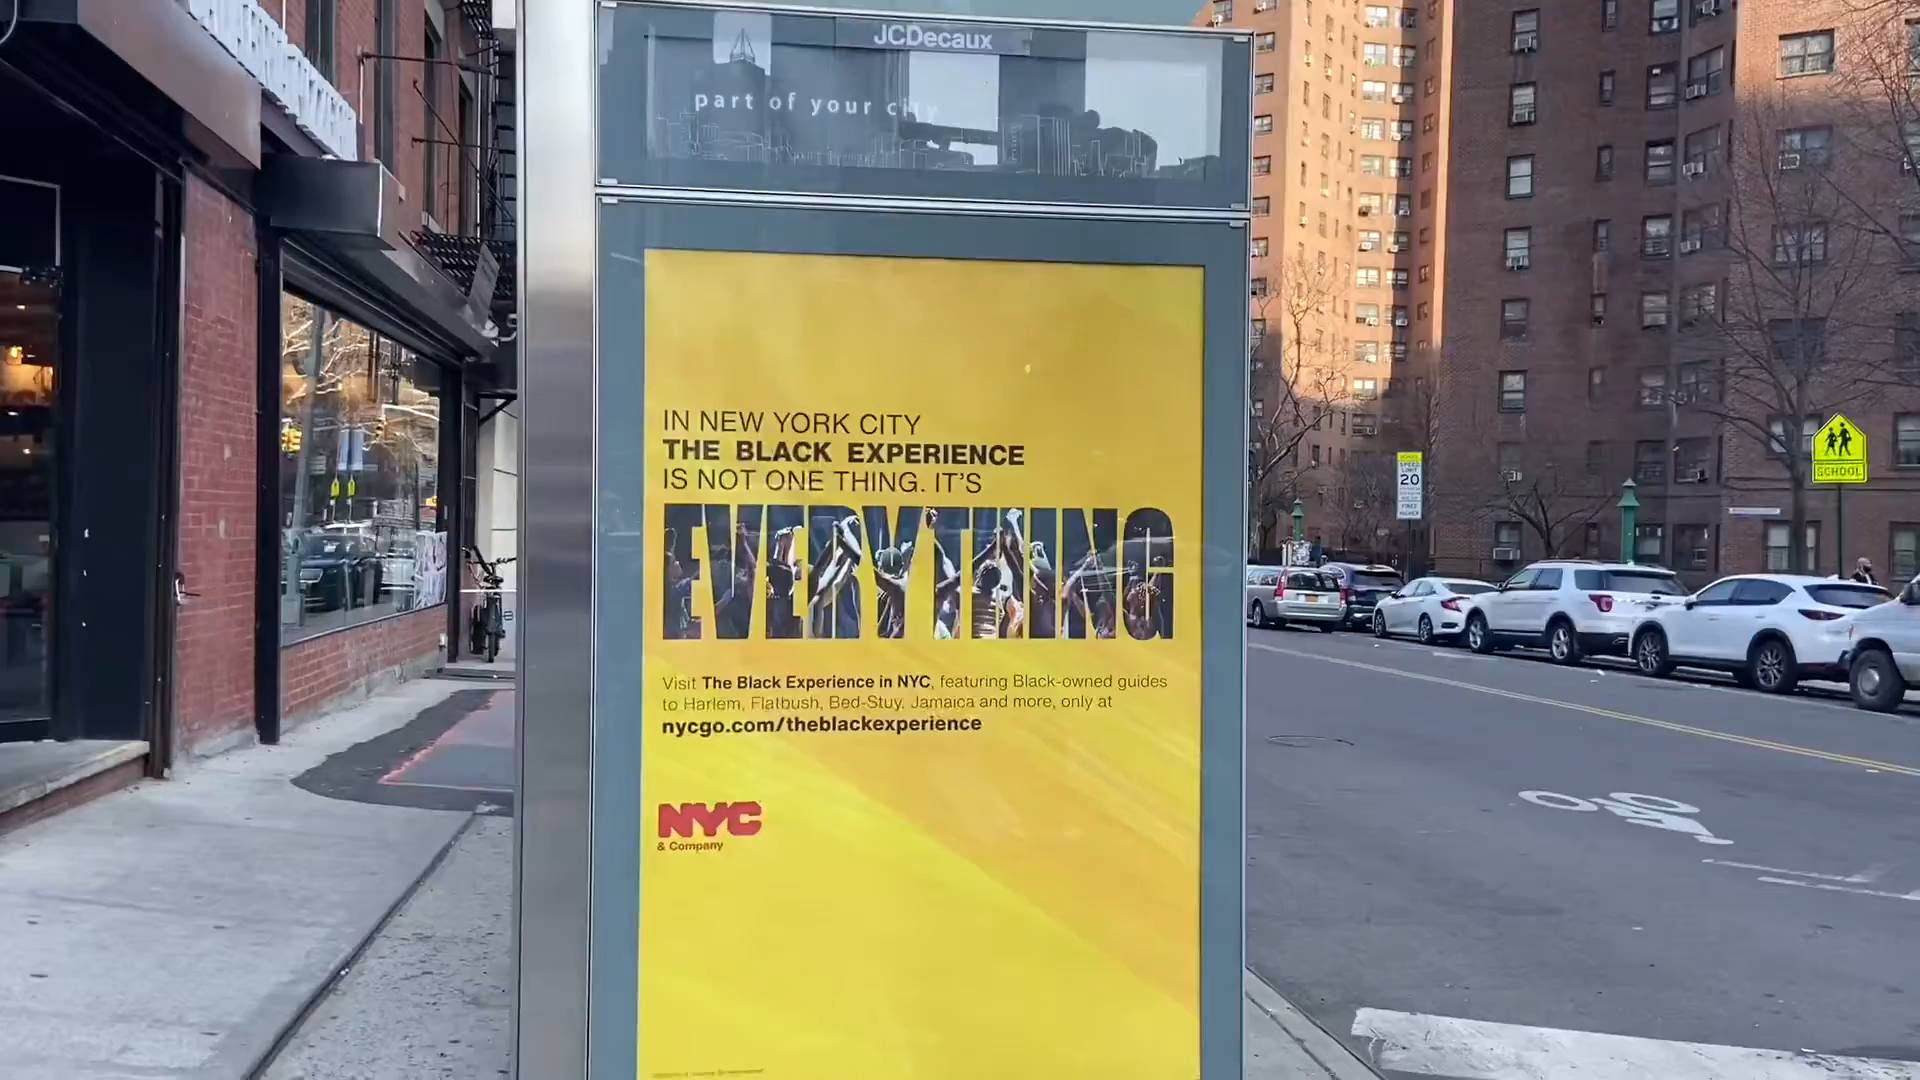 JCDecaux
part of your city
IN NEW YORK CITY
THE BLACK EXPERIENCE
IS NOT ONE THING. IT'S
EVERYTHING
Visit The Black Experience in NYC, featuring Black-owned guides
to Harlem, Flatbush, Bed-Stuy, Jamaica and more, only at
nycgo.com/theblackexperience
NYC
& Company
SCHOOL
SPEED
LIMIT
20
SCHOOL